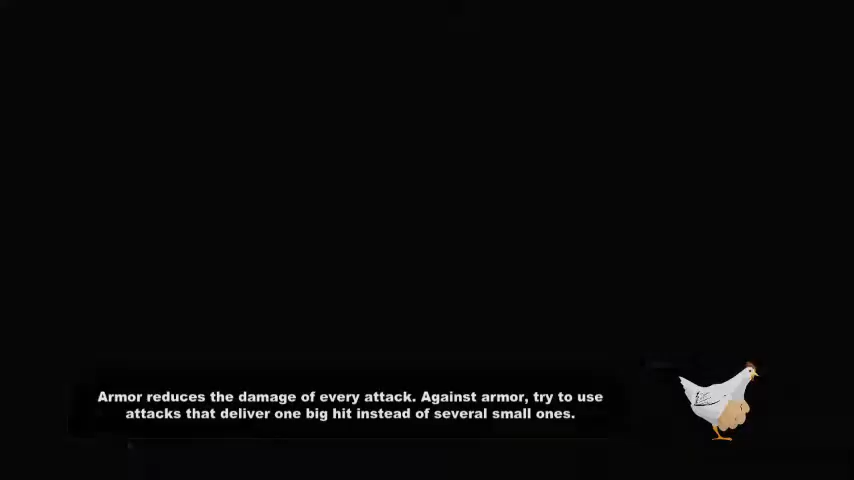 Armor reduces the damage of every attack. Against armor, try to use
attacks that deliver one big hit instead of several small ones.